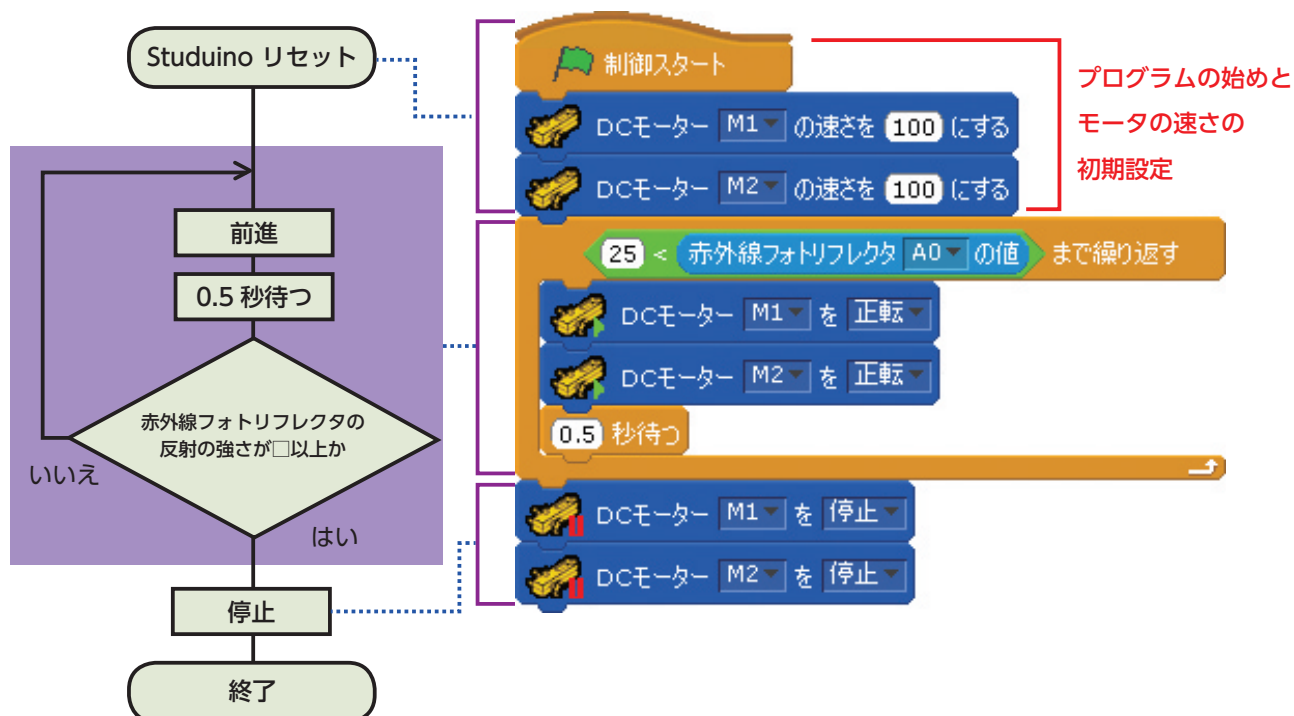 Studuino リセット
前進
0.5 秒待つ
赤外線フォトリフレクタの
反射の強さが□以上か
いいえ
はい
停止
終了
制御スタート
DCモーター M1 の速さを 100 にする
DCモーター M2 の速さを 100 にする
25 < 赤外線フォトリフレクタ A0 の値 まで繰り返す
DCモーター M1 を 正転
DCモーター M2 を 正転
0.5 秒待つ
DCモーター M1 を 停止
DCモーター M2 を 停止
プログラムの始めと
モータの速さの
初期設定